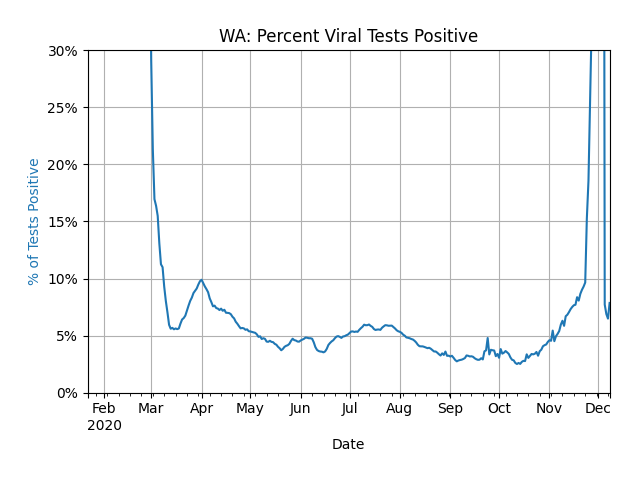 WA: Percent Viral Tests Positive
30%
25%
20%
15%
10%
5%
0%
% of Tests Positive
Feb Mar Apr May Jun Jul Aug Sep Oct Nov Dec
2020
Date